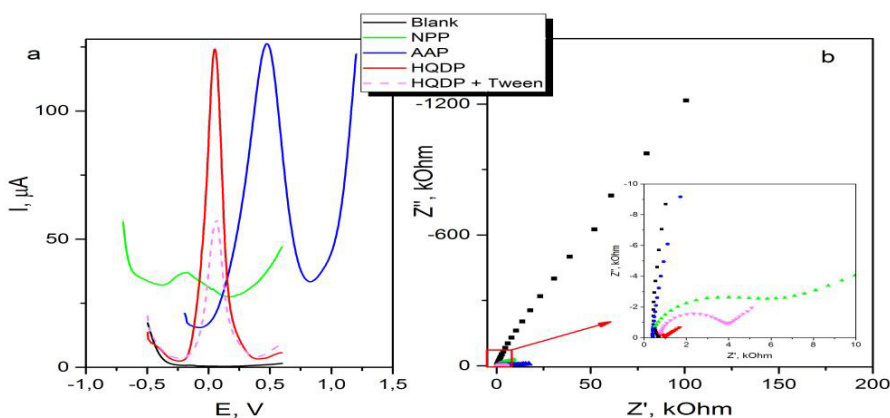 Blank
NPP
AAP
HQDP
HQDP + Tween
a
I, µA
100
50
0
-1,0
-0,5
0,0
0,5
1,0
1,5
E, V
b
Z'', kOhm
-1200
-600
0
0
50
100
150
200
Z', kOhm
Z'', kOhm
-10
-8
-6
-4
-2
0
0
2
4
6
8
10
Z', kOhm